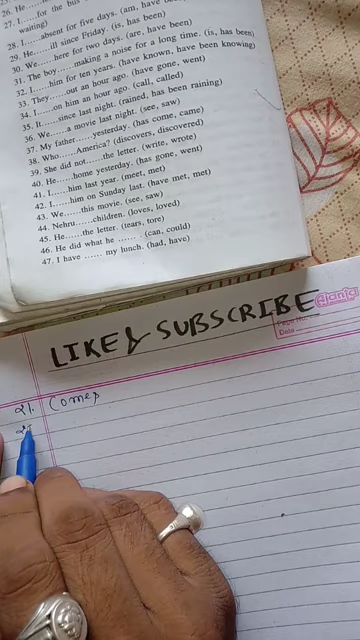 26. He
27. I......for the bus
waiting)
28. I......absent for five days. (am, have
29. He......ill since Friday. (is, has been)
30. We......here for two days. (are, have been)
31. The boy......making a noise for a long time. (is, has been)
32. I......him for ten years. (have known, have been knowing)
33. They......out an hour ago. (have gone, went)
34. I......on him an hour ago. (call, called)
35. It......since last night. (rained, has been raining)
36. We......a movie last night. (see, saw)
37. My father......yesterday. (has come, came)
38. Who......America? (discovers, discovered)
39. She did not......the letter. (write, wrote)
40. He......home yesterday. (has gone, went)
41. I......him last year. (meet, met)
42. I......him on Sunday last. (have met, met)
43. We......this movie. (see, saw)
44. Nehru......children. (loves, loved)
45. He......the letter. (tears, tore)
46. He did what he ...... . (can, could)
47. I have ...... my lunch. (had, have)
LIKE & SUBSCRIBE
Date
२1. Comes